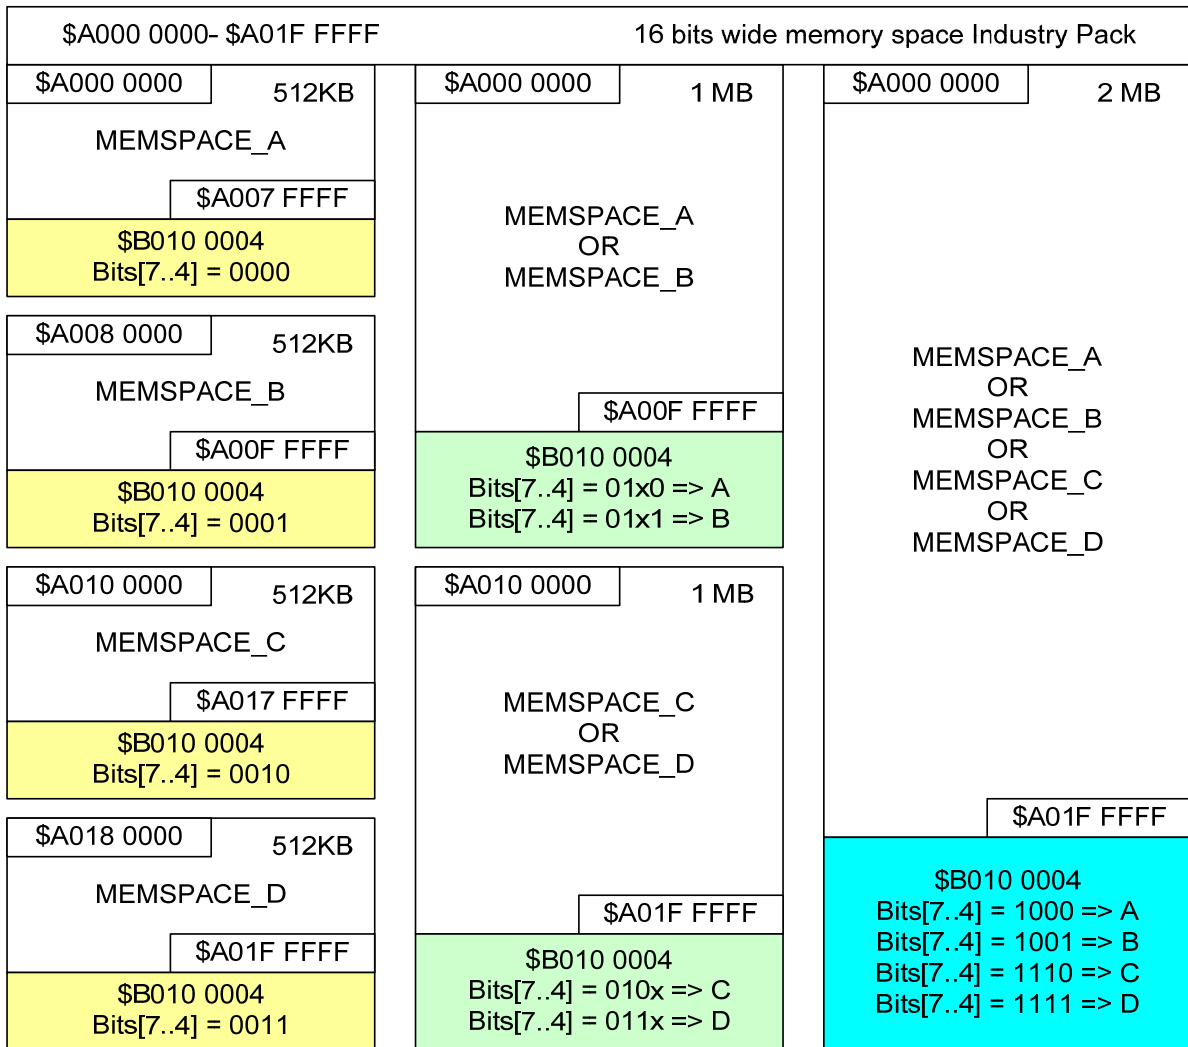 $A000 0000- $A01F FFFF
16 bits wide memory space Industry Pack
$A000 0000
512KB
MEMSPACE_A
$A007 FFFF
$B010 0004
Bits[7..4] = 0000
$A008 0000
512KB
MEMSPACE_B
$A00F FFFF
$B010 0004
Bits[7..4] = 0001
$A010 0000
512KB
MEMSPACE_C
$A017 FFFF
$B010 0004
Bits[7..4] = 0010
$A018 0000
512KB
MEMSPACE_D
$A01F FFFF
$B010 0004
Bits[7..4] = 0011
$A000 0000
1 MB
MEMSPACE_A
OR
MEMSPACE_B
$A00F FFFF
$B010 0004
Bits[7..4] = 01x0 => A
Bits[7..4] = 01x1 => B
$A010 0000
1 MB
MEMSPACE_C
OR
MEMSPACE_D
$A01F FFFF
$B010 0004
Bits[7..4] = 010x => C
Bits[7..4] = 011x => D
$A000 0000
2 MB
MEMSPACE_A
OR
MEMSPACE_B
OR
MEMSPACE_C
OR
MEMSPACE_D
$A01F FFFF
$B010 0004
Bits[7..4] = 1000 => A
Bits[7..4] = 1001 => B
Bits[7..4] = 1110 => C
Bits[7..4] = 1111 => D